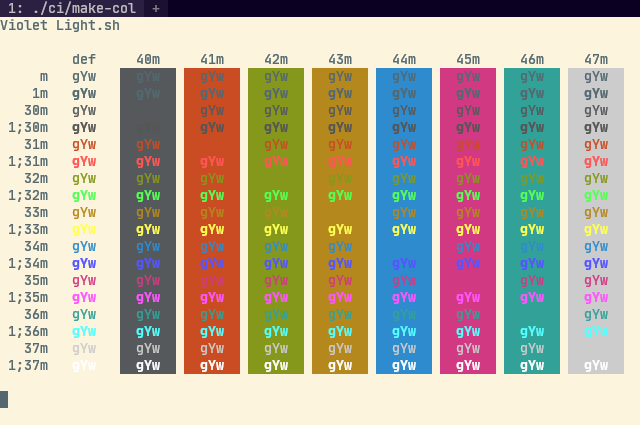 1: ./ci/make-col +
Violet Light.sh
def 40m 41m 42m 43m 44m 45m 46m 47m
m gYw gYw gYw gYw gYw gYw gYw gYw gYw
1m gYw gYw gYw gYw gYw gYw gYw gYw gYw
30m gYw gYw gYw gYw gYw gYw gYw gYw
1;30m gYw gYw gYw gYw gYw gYw gYw gYw gYw
31m gYw gYw gYw gYw gYw gYw gYw gYw
1;31m gYw gYw gYw gYw gYw gYw gYw gYw gYw
32m gYw gYw gYw gYw gYw gYw gYw gYw
1;32m gYw gYw gYw gYw gYw gYw gYw gYw gYw
33m gYw gYw gYw gYw gYw gYw gYw gYw
1;33m gYw gYw gYw gYw gYw gYw gYw gYw gYw
34m gYw gYw gYw gYw gYw gYw gYw gYw
1;34m gYw gYw gYw gYw gYw gYw gYw gYw gYw
35m gYw gYw gYw gYw gYw gYw gYw gYw
1;35m gYw gYw gYw gYw gYw gYw gYw gYw gYw
36m gYw gYw gYw gYw gYw gYw gYw gYw
1;36m gYw gYw gYw gYw gYw gYw gYw gYw gYw
37m gYw gYw gYw gYw gYw gYw gYw gYw
1;37m gYw gYw gYw gYw gYw gYw gYw gYw gYw